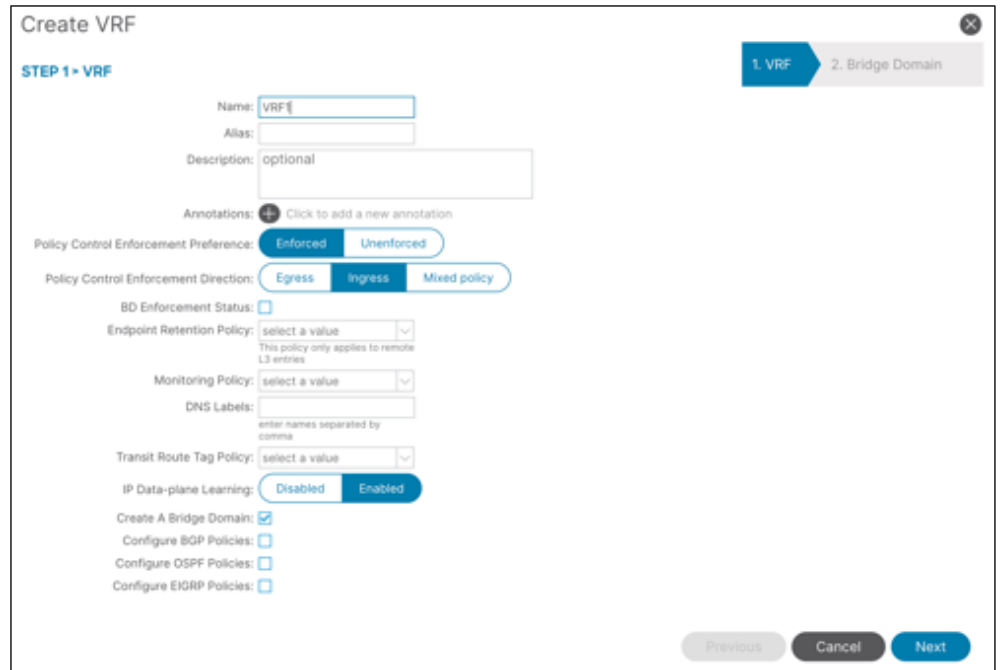 Create VRF
STEP 1 > VRF
1. VRF
2. Bridge Domain
Name: VRF1
Alias:
Description: optional
Annotations: Click to add a new annotation
Policy Control Enforcement Preference: Enforced Unenforced
Policy Control Enforcement Direction: Egress Ingress Mixed policy
BD Enforcement Status:
Endpoint Retention Policy: select a value
This policy only applies to remote
L3 entries
Monitoring Policy: select a value
DNS Labels:
enter names separated by
comma
Transit Route Tag Policy: select a value
IP Data-plane Learning: Disabled Enabled
Create A Bridge Domain:
Configure BGP Policies:
Configure OSPF Policies:
Configure EIGRP Policies:
Previous Cancel Next